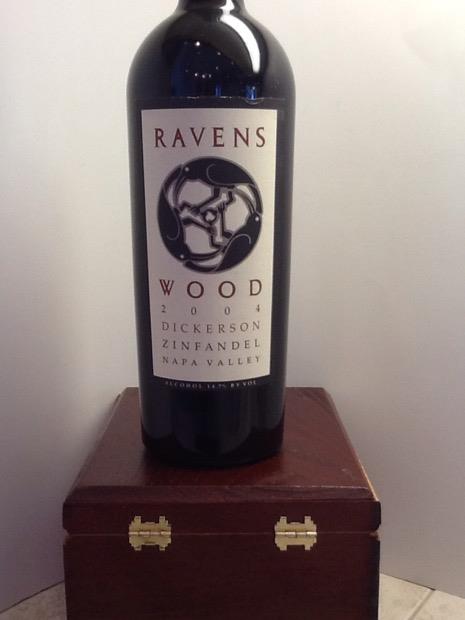 RAVENS
WOOD
2004
DICKERSON
ZINFANDEL
NAPA VALLEY
ALCOHOL 14.7% BY VOL.